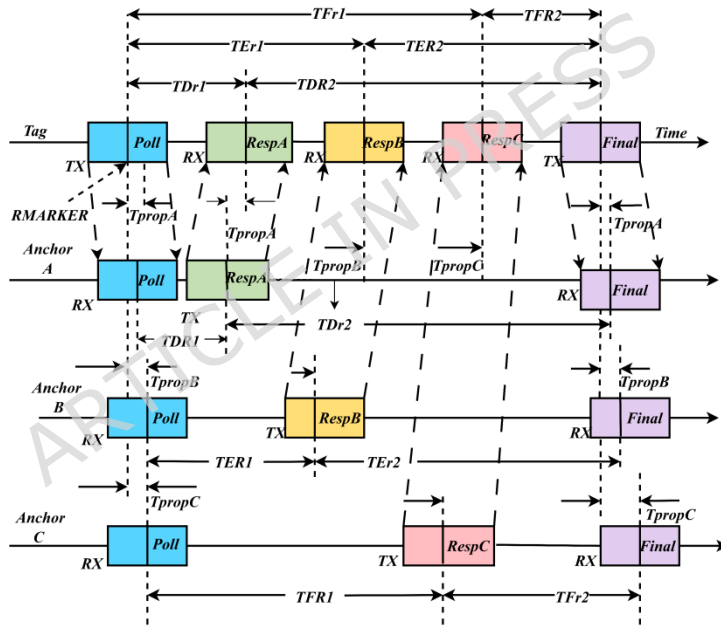 TFr1 TFR2
TEr1 TER2
TDr1 TDR2
Tag Poll RespA RespB RespC Final Time
TX RX RX RX TX
RMARKER
TpropA TpropA TpropB TpropC TpropA
Anchor
A
Poll RespA Final
RX TX RX
TDR1 TDr2
TpropB TpropB
Anchor
B
Poll RespB Final
RX TX RX
TER1 TEr2
TpropC TpropC
Anchor
C
Poll RespC Final
RX TX RX
TFR1 TFr2
ARTICLE IN PRESS